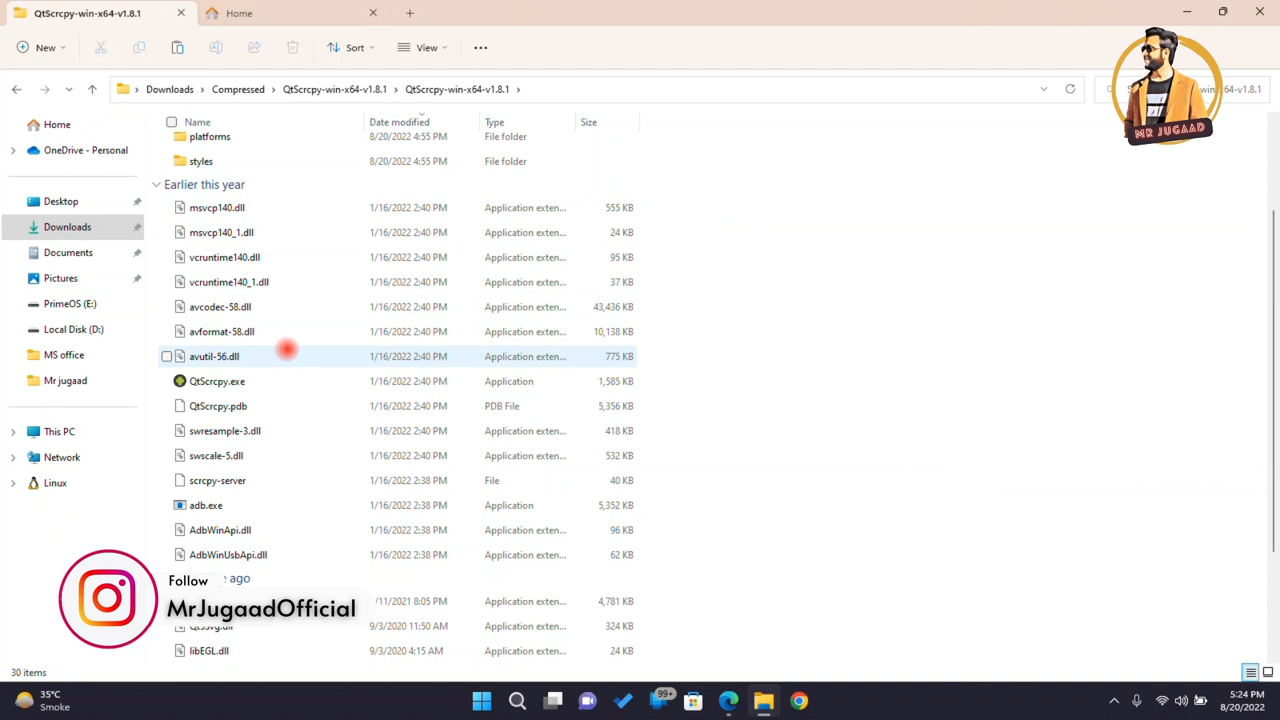 QtScrcpy-win-x64-v1.8.1
Home
New
Sort
View
Downloads > Compressed > QtScrcpy-win-x64-v1.8.1 > QtScrcpy-win-x64-v1.8.1 >
win-x64-v1.8.1
MR JUGAAD
Home
OneDrive - Personal
Desktop
Downloads
Documents
Pictures
PrimeOS (E:)
Local Disk (D:)
MS office
Mr jugaad
This PC
Network
Linux
Name Date modified Type Size
platforms 8/20/2022 4:55 PM File folder
styles 8/20/2022 4:55 PM File folder
Earlier this year
msvcp140.dll 1/16/2022 2:40 PM Application exten... 555 KB
msvcp140_1.dll 1/16/2022 2:40 PM Application exten... 24 KB
vcruntime140.dll 1/16/2022 2:40 PM Application exten... 95 KB
vcruntime140_1.dll 1/16/2022 2:40 PM Application exten... 37 KB
avcodec-58.dll 1/16/2022 2:40 PM Application exten... 43,436 KB
avformat-58.dll 1/16/2022 2:40 PM Application exten... 10,138 KB
avutil-56.dll 1/16/2022 2:40 PM Application exten... 775 KB
QtScrcpy.exe 1/16/2022 2:40 PM Application 1,585 KB
QtScrcpy.pdb 1/16/2022 2:40 PM PDB File 5,356 KB
swresample-3.dll 1/16/2022 2:40 PM Application exten... 418 KB
swscale-5.dll 1/16/2022 2:40 PM Application exten... 532 KB
scrcpy-server 1/16/2022 2:38 PM File 40 KB
adb.exe 1/16/2022 2:38 PM Application 5,352 KB
AdbWinApi.dll 1/16/2022 2:38 PM Application exten... 96 KB
AdbWinUsbApi.dll 1/16/2022 2:38 PM Application exten... 62 KB
ago
/11/2021 8:05 PM Application exten... 4,781 KB
9/3/2020 11:50 AM Application exten... 324 KB
libEGL.dll 9/3/2020 4:15 AM Application exten... 24 KB
Follow
MrJugaadOfficial
30 items
35°C
Smoke
99+
5:24 PM
8/20/2022